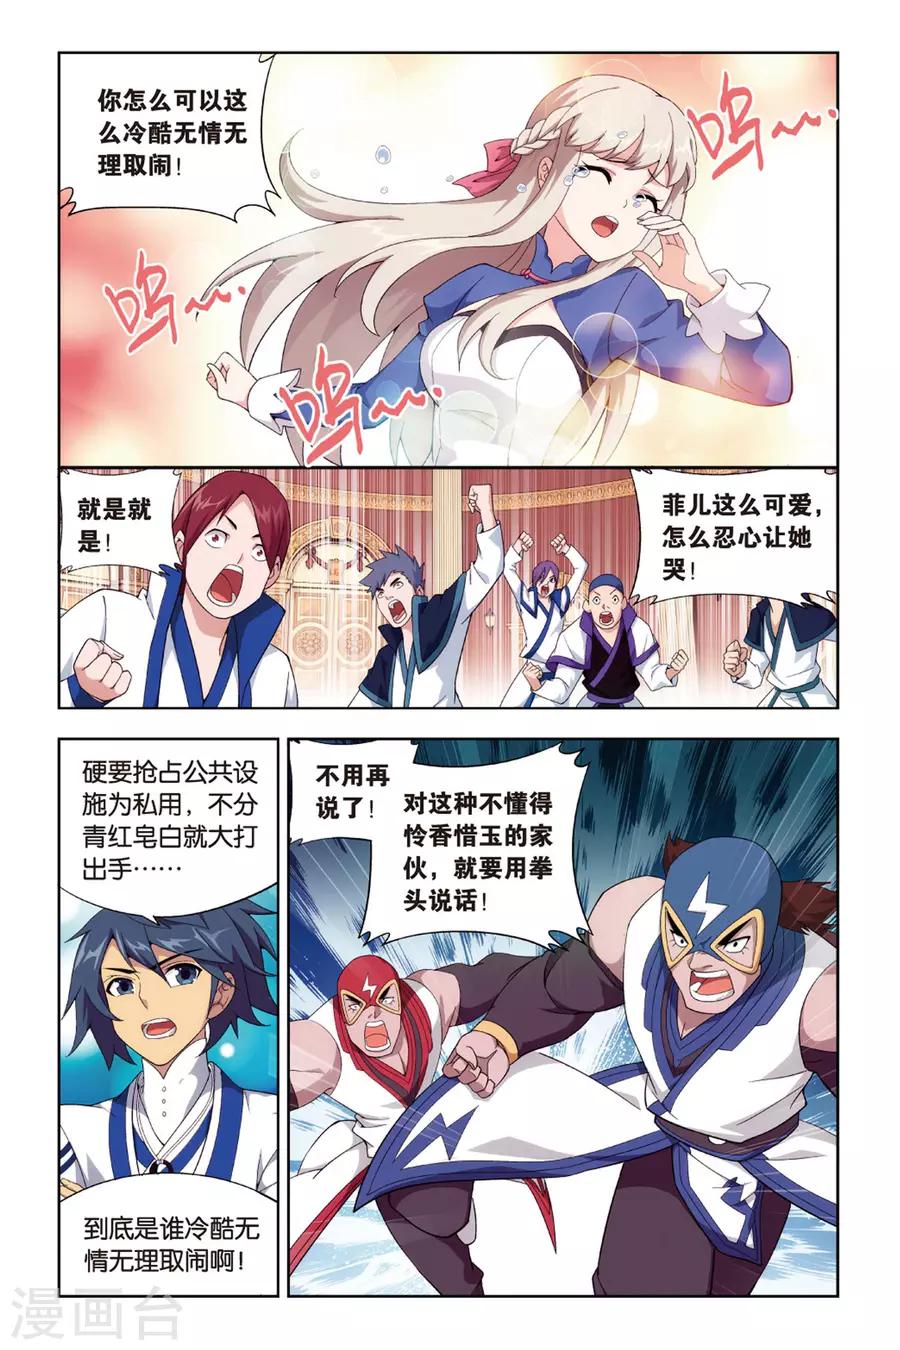 你怎么可以这
么冷酷无情无
理取闹！
呜～.
呜～.
呜～.
就是就
是！
菲儿这么可爱，
怎么忍心让她
哭！
硬要抢占公共设
施为私用，不分
青红皂白就大打
出手……
到底是谁冷酷无
情无理取闹啊！
不用再
说了！
对这种不懂得
怜香惜玉的家
伙，就要用拳
头说话！
漫画台